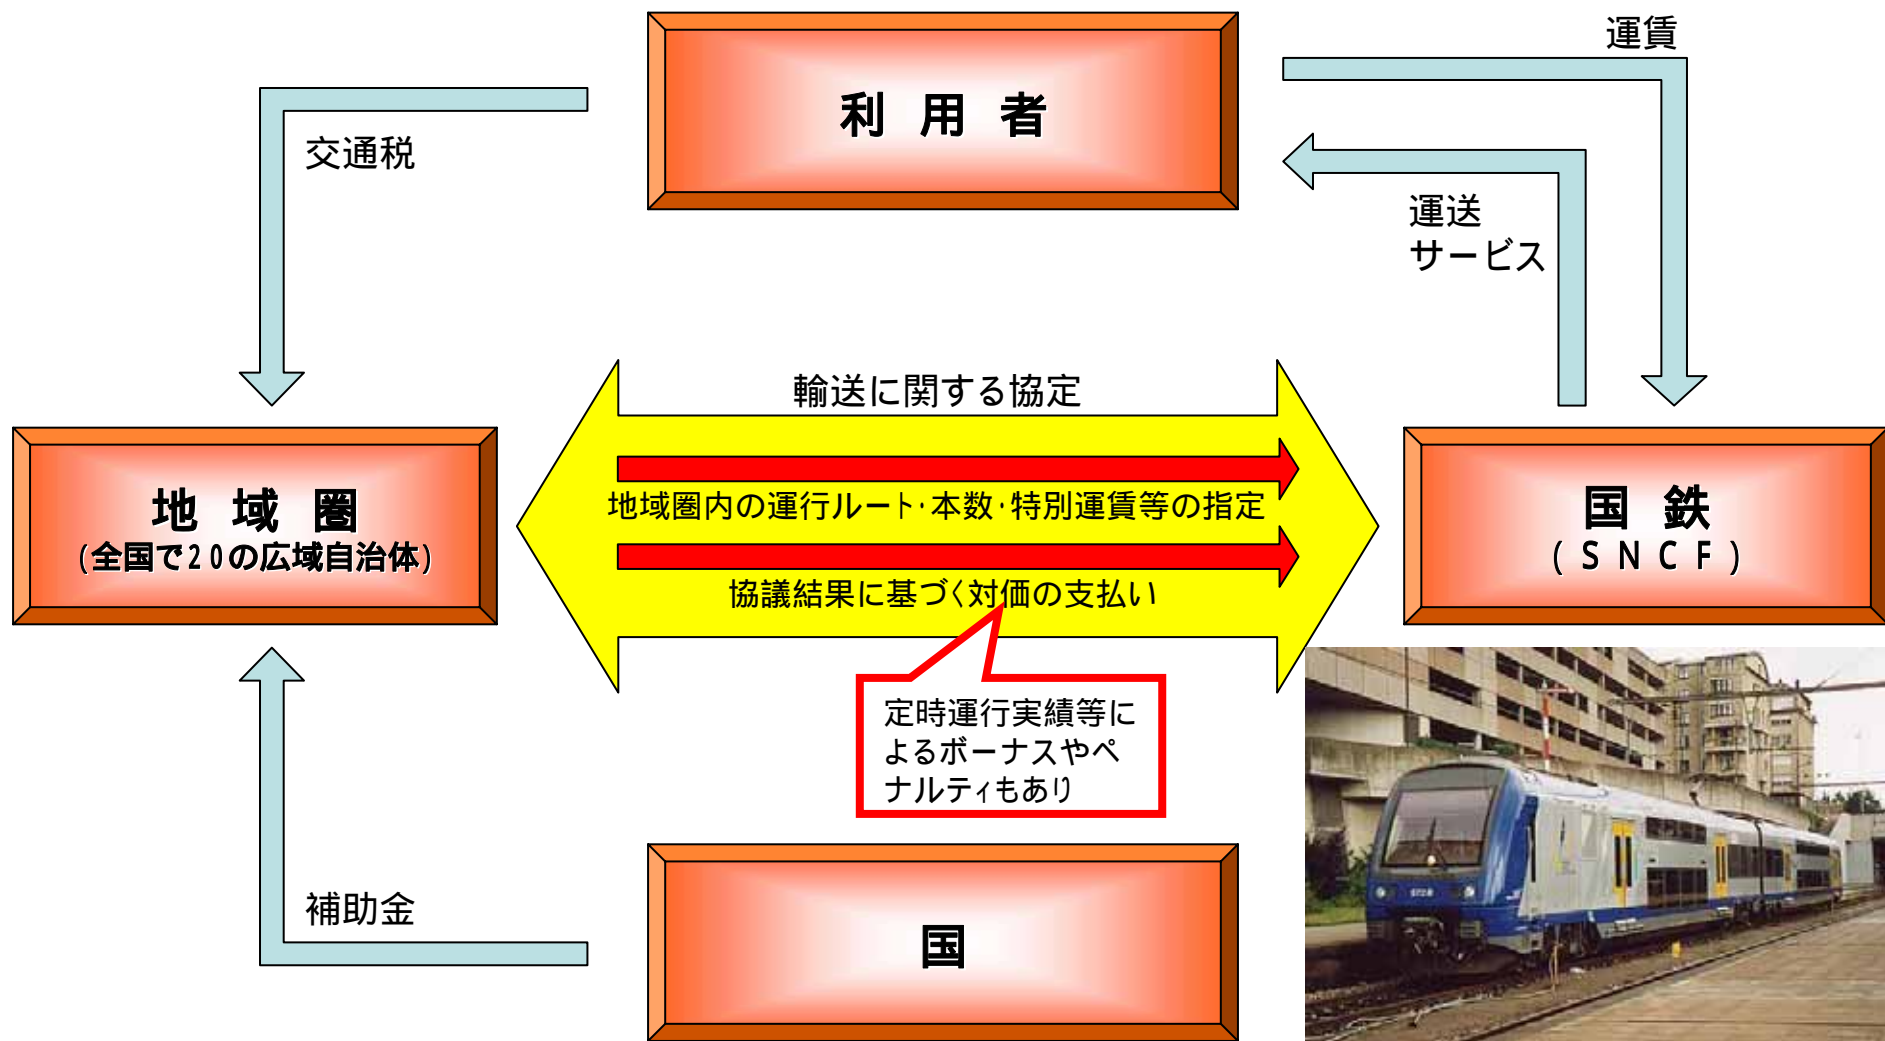 運賃
利用者
交通税
運送
サービス
輸送に関する協定
地域圏内の運行ルート・本数・特別運賃等の指定
協議結果に基づく対価の支払い
地域圏
(全国で20の広域自治体)
国鉄
(SNCF)
定時運行実績等に
よるボーナスやペ
ナルティもあり
補助金
国